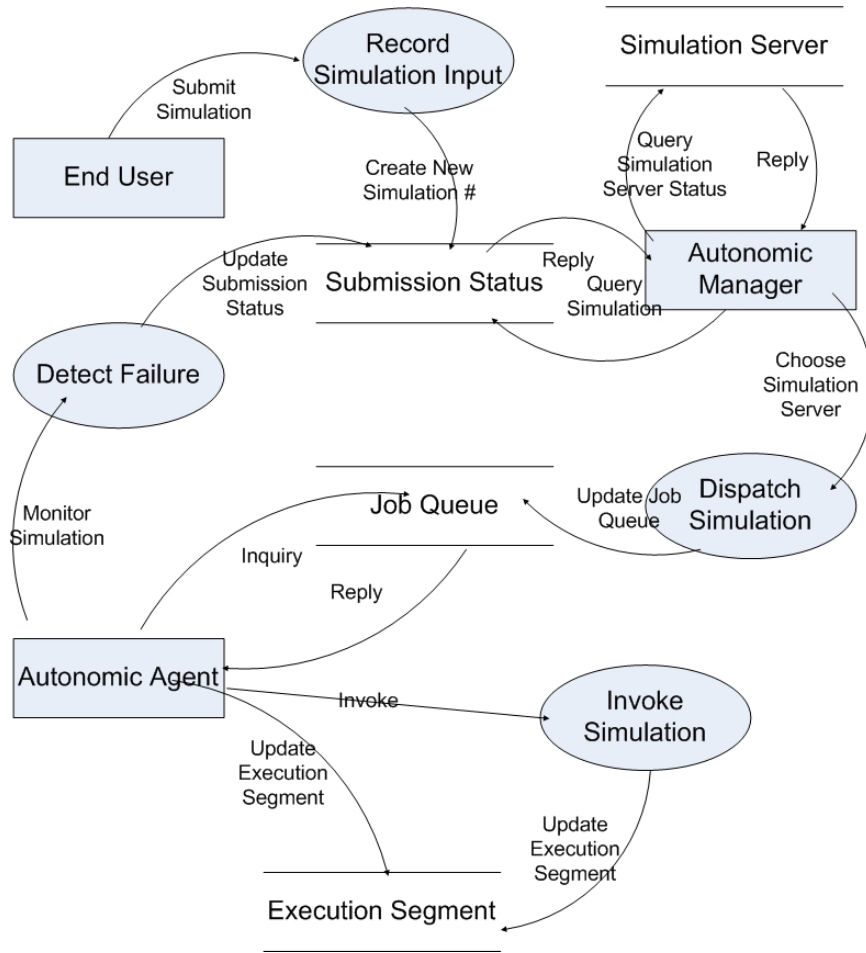 Record
Simulation Input
Simulation Server
Submit
Simulation
End User
Create New
Simulation #
Query
Simulation
Server Status
Reply
Update
Submission
Status
Submission Status
Reply
Query
Simulation
Autonomic
Manager
Detect Failure
Choose
Simulation
Server
Monitor
Simulation
Job Queue
Update Job
Queue
Dispatch
Simulation
Inquiry
Reply
Autonomic Agent
Invoke
Invoke
Simulation
Update
Execution
Segment
Update
Execution
Segment
Execution Segment